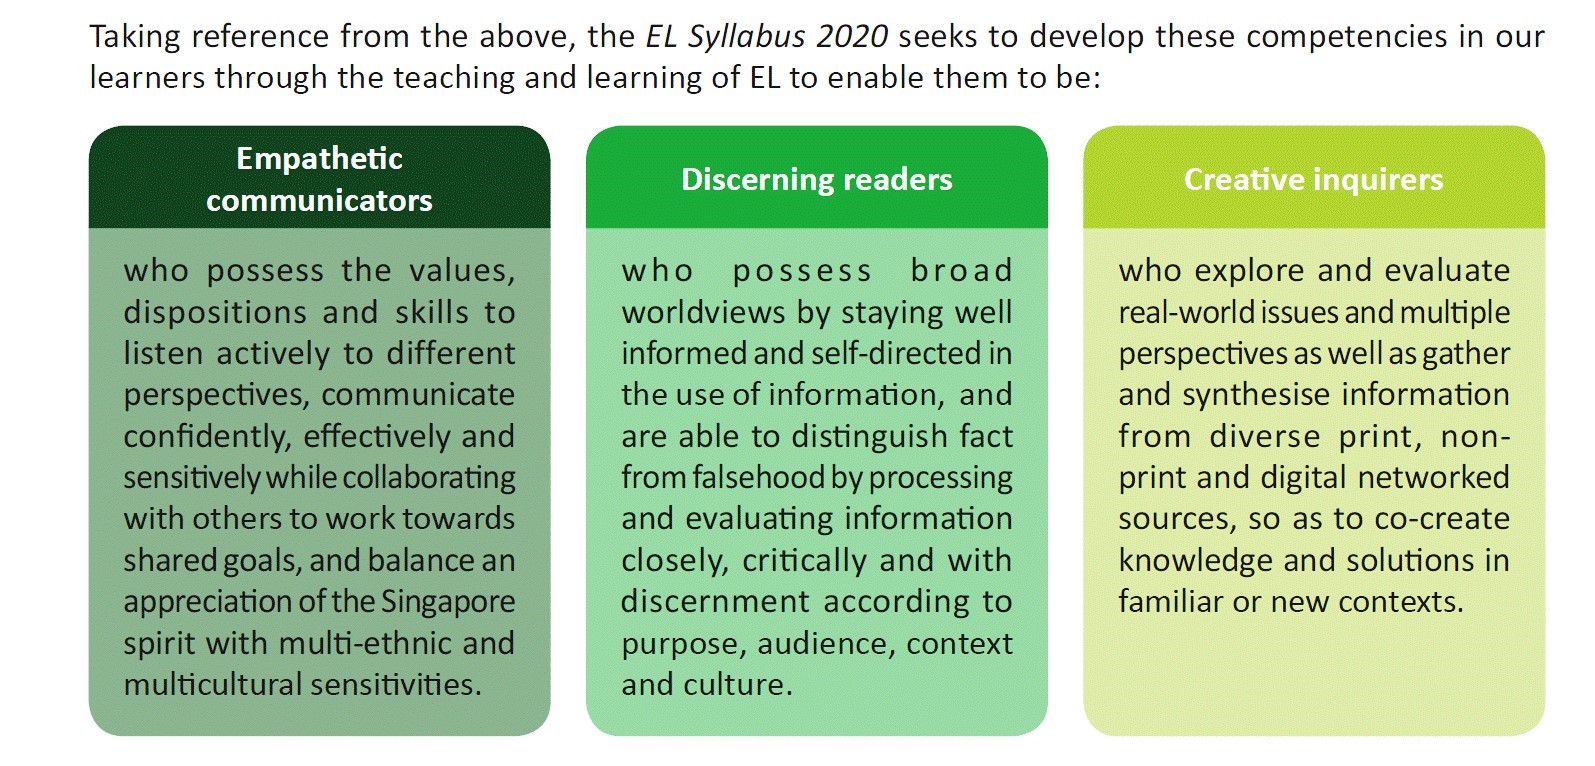 Taking reference from the above, the EL Syllabus 2020 seeks to develop these competencies in our
learners through the teaching and learning of EL to enable them to be:
Empathetic
communicators
who possess the values,
dispositions and skills to
listen actively to different
perspectives, communicate
confidently, effectively and
sensitively while collaborating
with others to work towards
shared goals, and balance an
appreciation of the Singapore
spirit with multi-ethnic and
multicultural sensitivities.
Discerning readers
who possess broad
worldviews by staying well
informed and self-directed in
the use of information, and
are able to distinguish fact
from falsehood by processing
and evaluating information
closely, critically and with
discernment according to
purpose, audience, context
and culture.
Creative inquirers
who explore and evaluate
real-world issues and multiple
perspectives as well as gather
and synthesise information
from diverse print, non-
print and digital networked
sources, so as to co-create
knowledge and solutions in
familiar or new contexts.